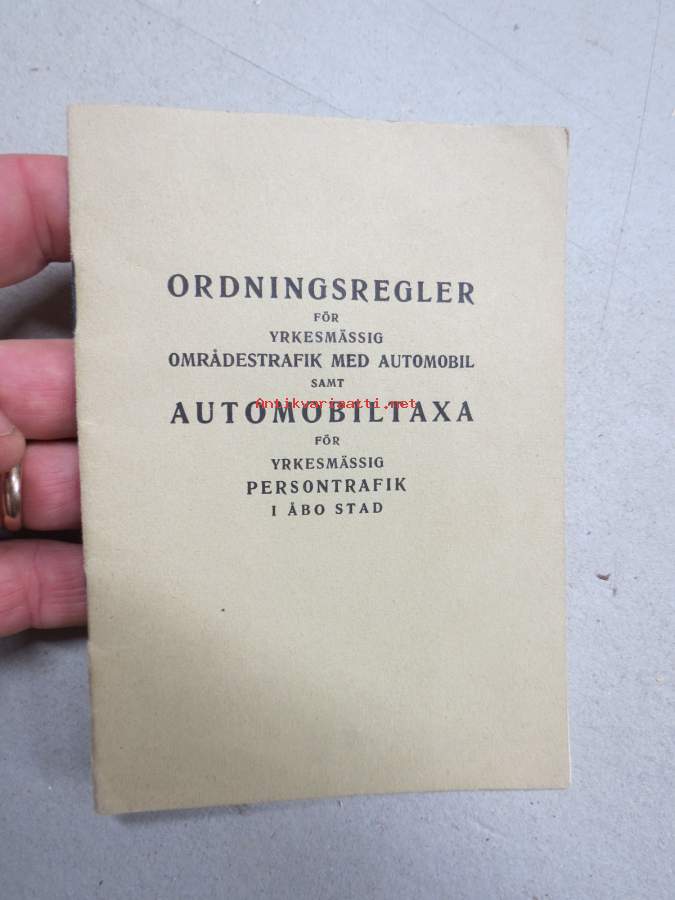 ORDNINGSREGLER
FÖR
YRKESMÄSSIG
OMRÅDESTRAFIK MED AUTOMOBIL
SAMT
Antikvariaatti.net
AUTOMOBILTAXA
FÖR
YRKESMÄSSIG
PERSONTRAFIK
I ÅBO STAD